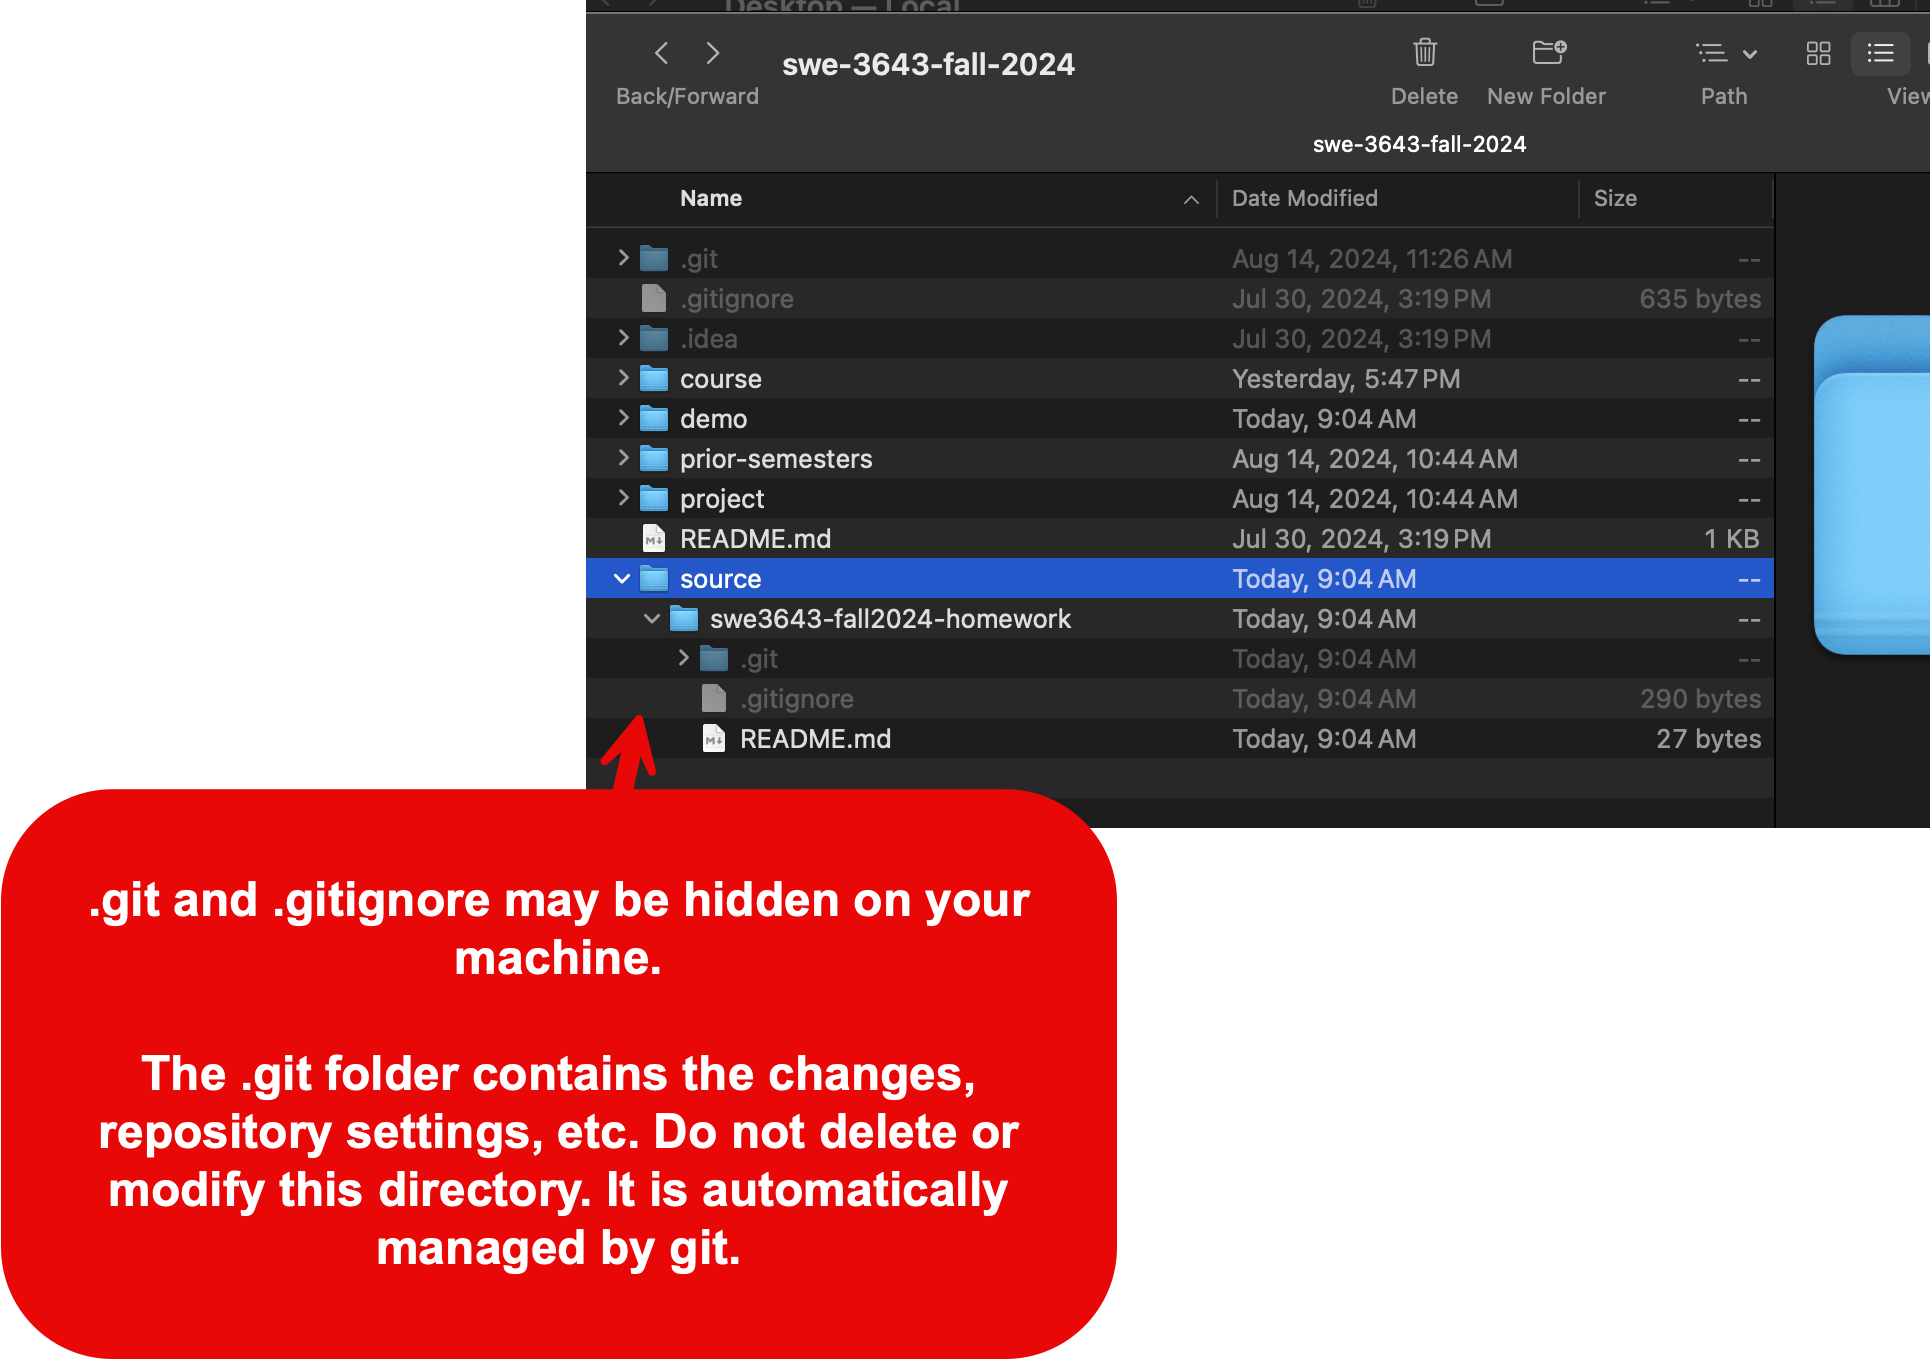 Desktop — Local
swe-3643-fall-2024
Back/Forward
Delete
New Folder
Path
swe-3643-fall-2024
Name
Date Modified
Size
.git Aug 14, 2024, 11:26 AM --
.gitignore Jul 30, 2024, 3:19 PM 635 bytes
.idea Jul 30, 2024, 3:19 PM --
course Yesterday, 5:47 PM --
demo Today, 9:04 AM --
prior-semesters Aug 14, 2024, 10:44 AM --
project Aug 14, 2024, 10:44 AM --
README.md Jul 30, 2024, 3:19 PM 1 KB
source Today, 9:04 AM --
swe3643-fall2024-homework Today, 9:04 AM --
.git Today, 9:04 AM --
.gitignore Today, 9:04 AM 290 bytes
README.md Today, 9:04 AM 27 bytes
.git and .gitignore may be hidden on your
machine.
The .git folder contains the changes,
repository settings, etc. Do not delete or
modify this directory. It is automatically
managed by git.